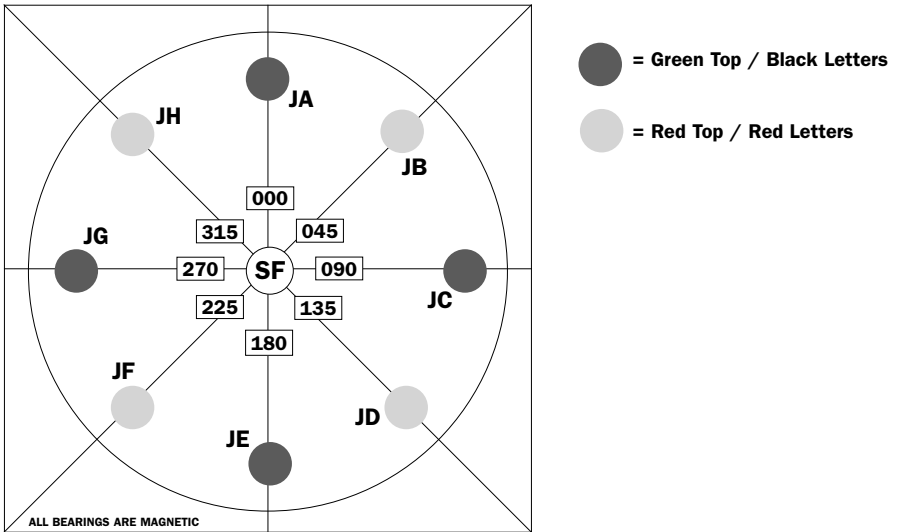 JA
= Green Top / Black Letters
JH
= Red Top / Red Letters
JB
000
315
045
JG
270
SF
090
JC
225
135
180
JF
JD
JE
ALL BEARINGS ARE MAGNETIC